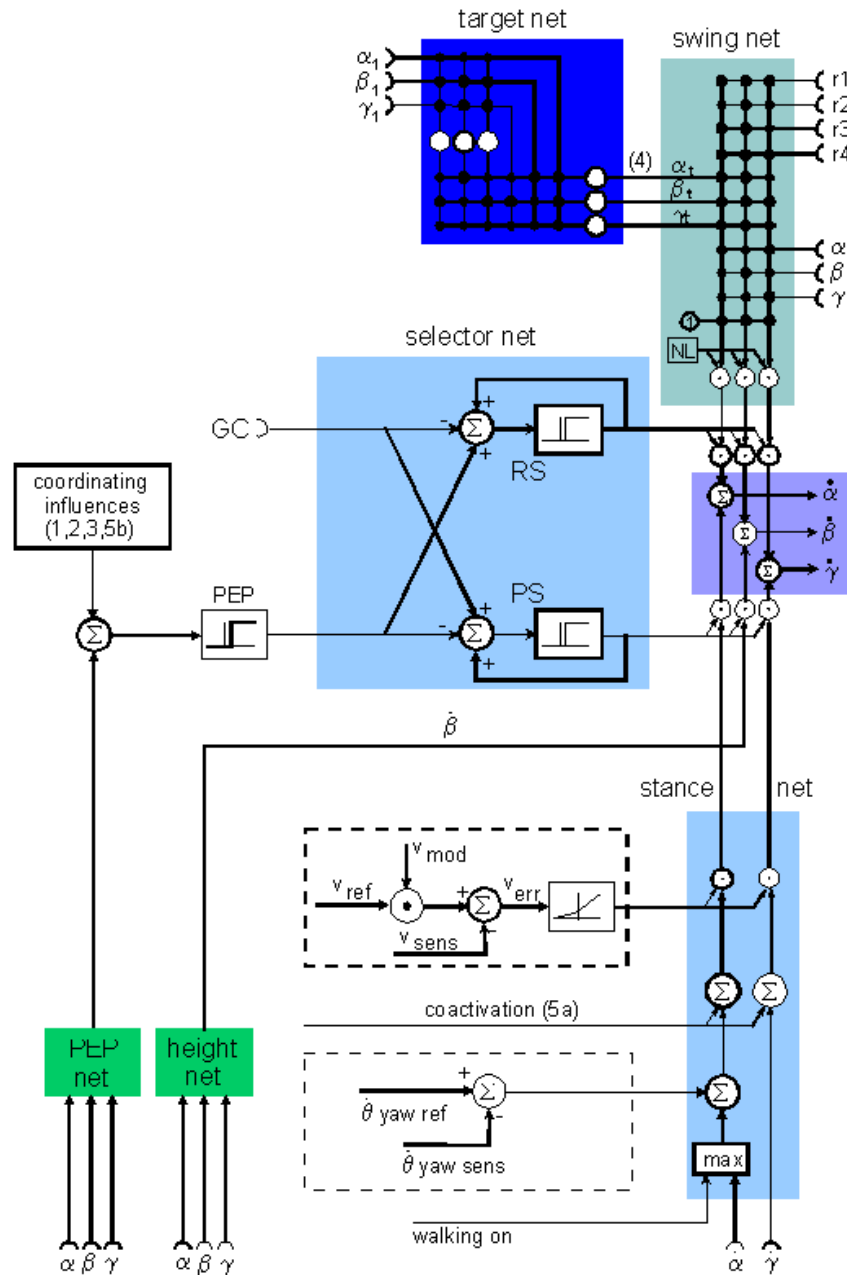 target net
swing net
α1
β1
γ1
r1
r2
r3
r4
(4)
αt
βt
γt
α
β
γ
1
NL
selector net
GC
-
+
+
Σ
RS
coordinating
influences
(1,2,3,5b)
Σ
α̇
Σ
β̇
Σ
γ̇
PEP
PS
Σ
+
-
+
Σ
β̇
stance net
v mod
v ref
+
Σ
-
v err
v sens
Σ
Σ
coactivation (5a)
PEP
net
height
net
+
Σ
-
θ̇ yaw ref
θ̇ yaw sens
Σ
max
walking on
α β γ
α β γ
α̇
γ̇